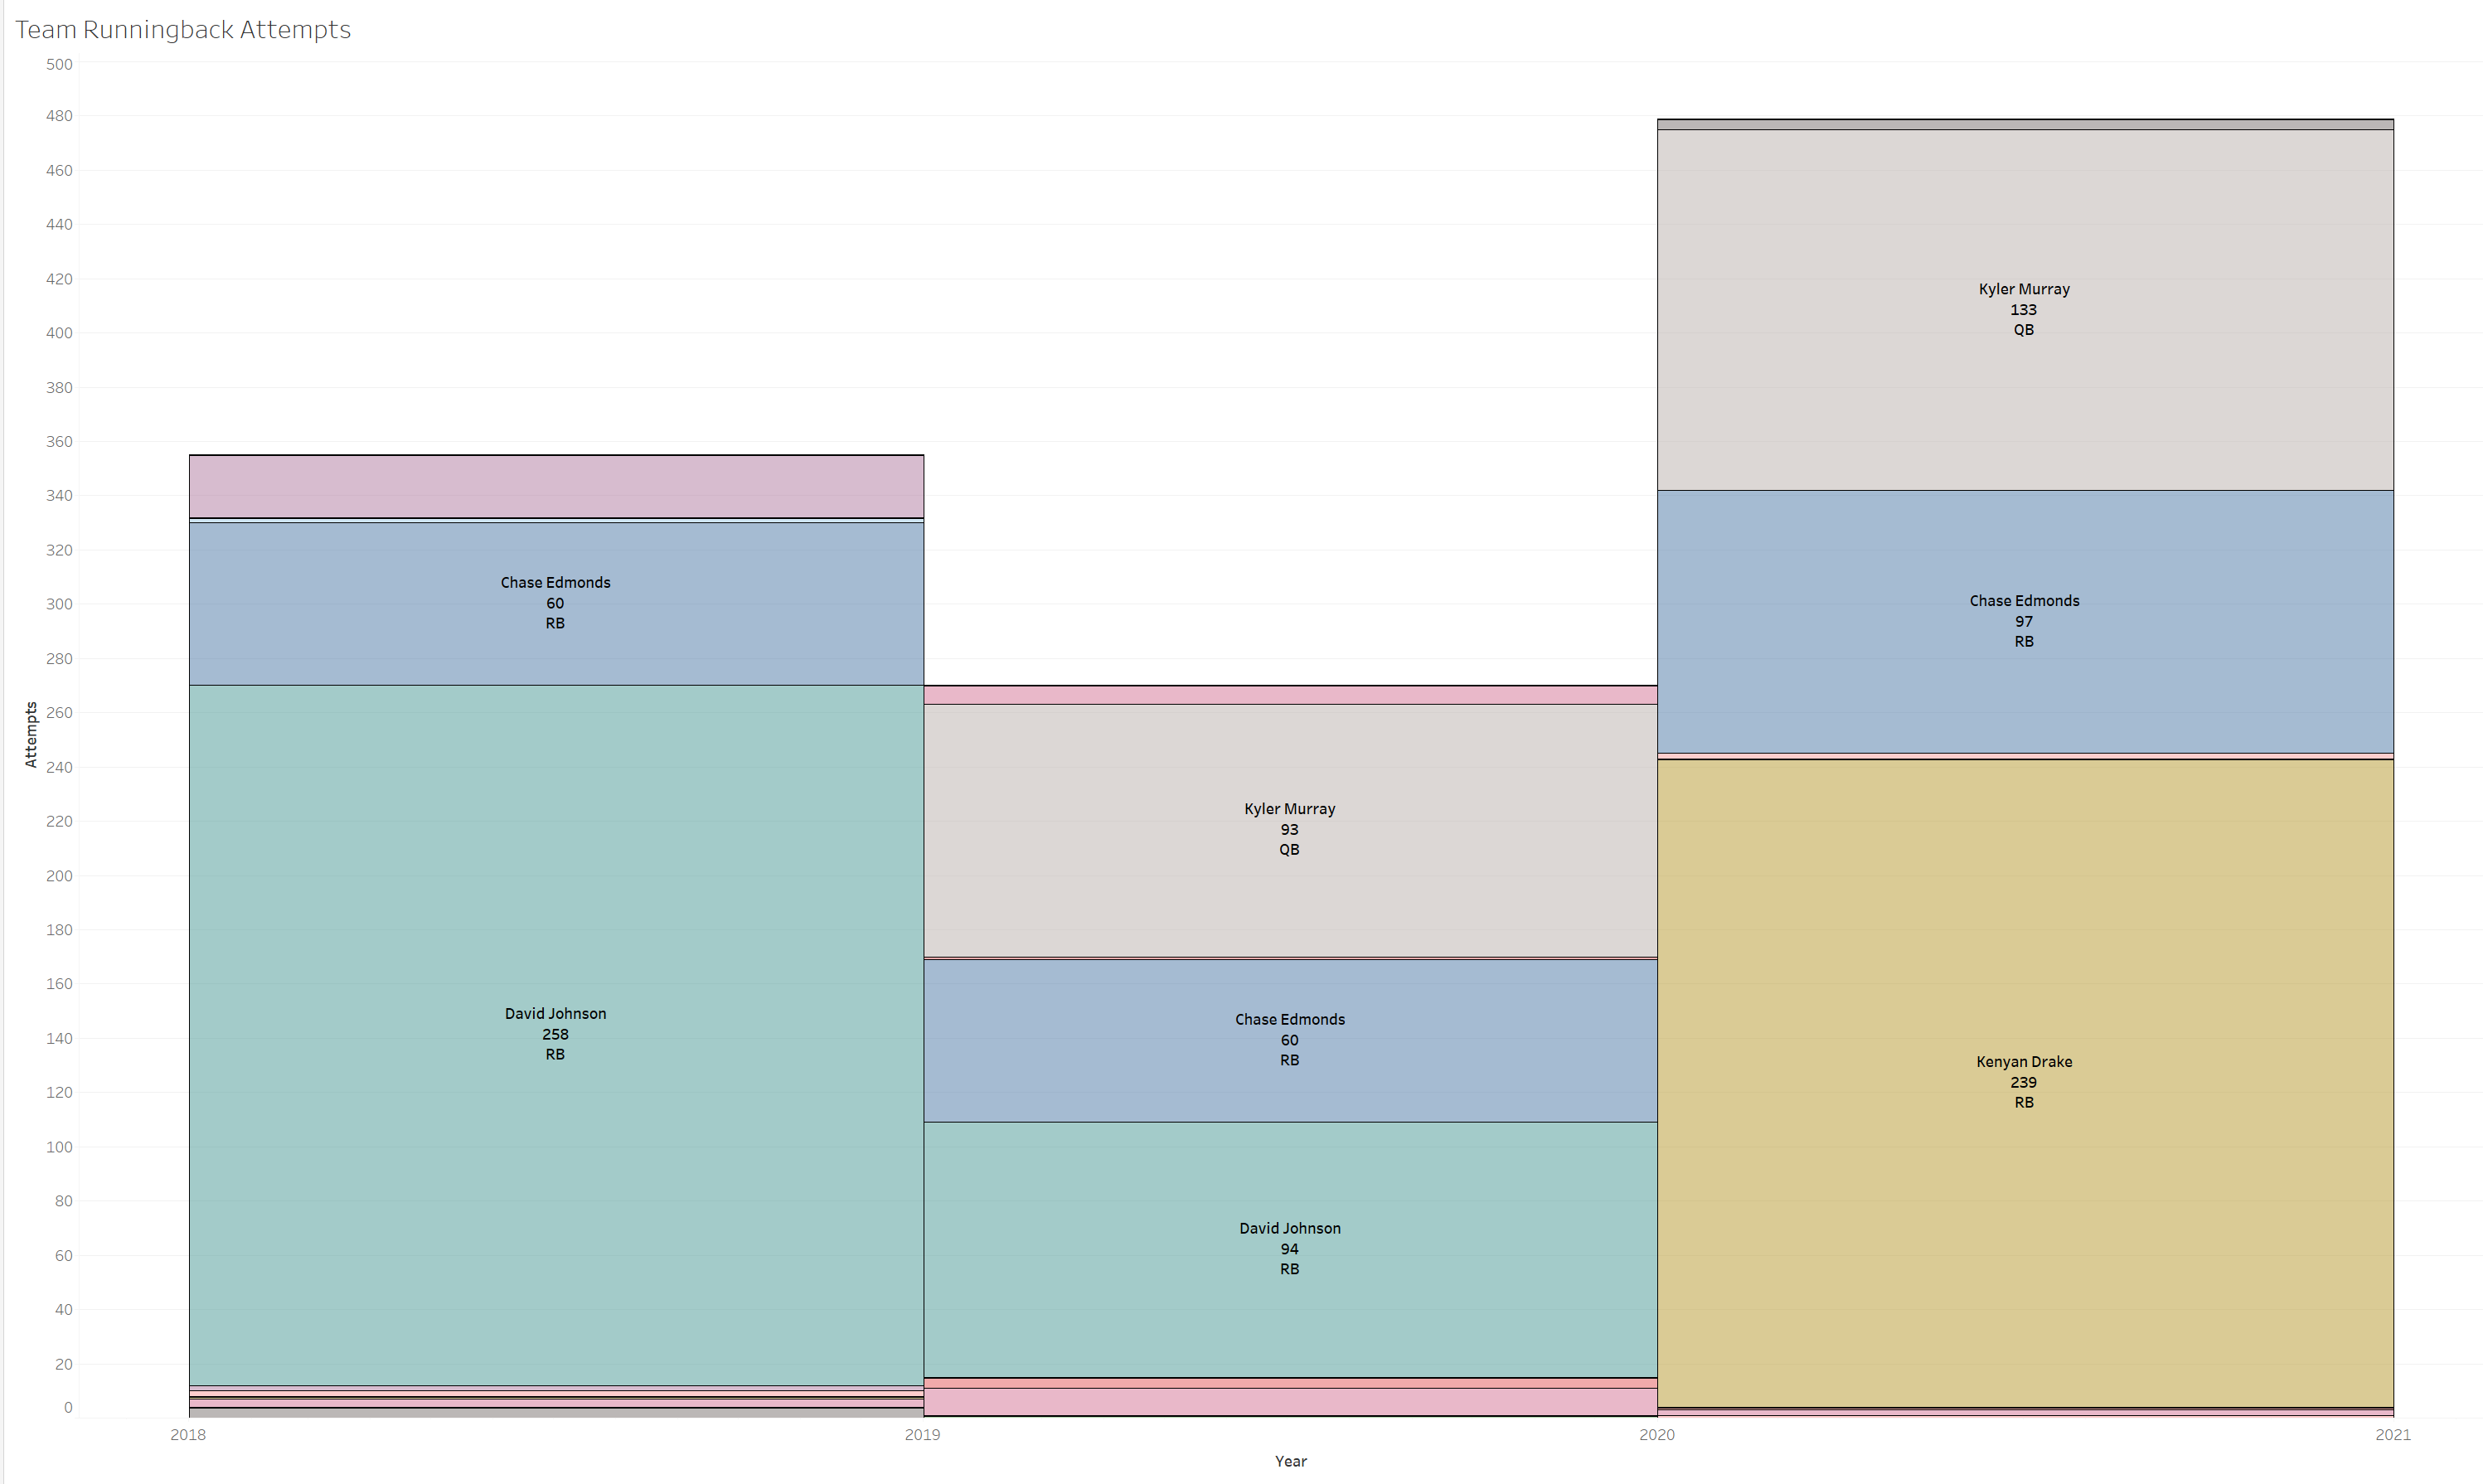 Team Runningback Attempts
500
480
460
440
420
400
380
360
340
320
300
280
260
240
220
200
180
160
140
120
100
80
60
40
20
0
Attempts
Chase Edmonds
60
RB
David Johnson
258
RB
Kyler Murray
93
QB
Chase Edmonds
60
RB
David Johnson
94
RB
Kyler Murray
133
QB
Chase Edmonds
97
RB
Kenyan Drake
239
RB
2018
2019
2020
2021
Year